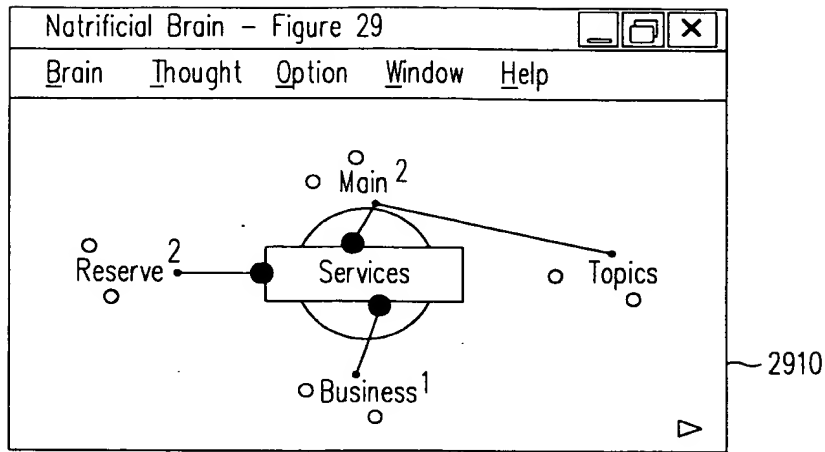 Natrificial Brain – Figure 29
Brain Thought Option Window Help
Main 2
Reserve 2 Services Topics
2910
Business 1